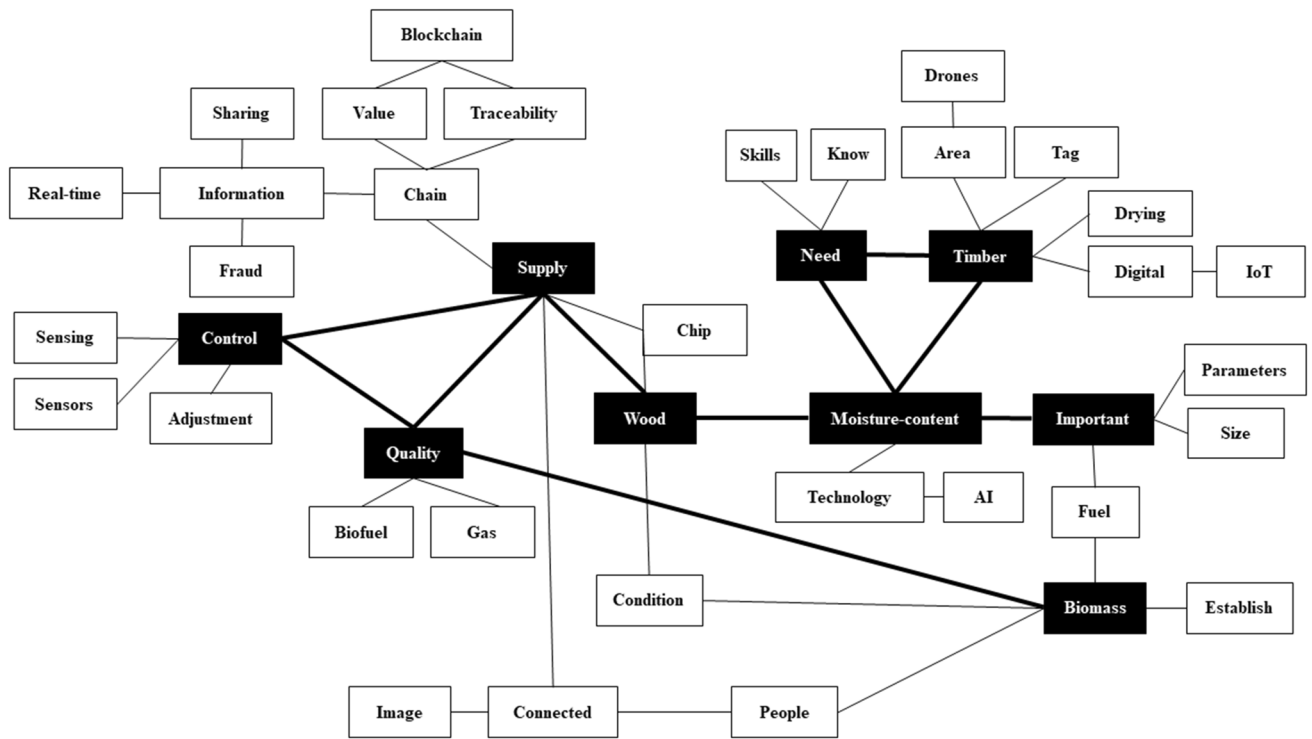 Blockchain
Drones
Sharing
Value
Traceability
Skills
Know
Area
Tag
Real-time
Information
Chain
Drying
Need
Timber
Supply
Fraud
Digital
IoT
Sensing
Control
Chip
Parameters
Sensors
Adjustment
Wood
Moisture-content
Important
Size
Quality
Technology
AI
Fuel
Biofuel
Gas
Condition
Biomass
Establish
Image
Connected
People